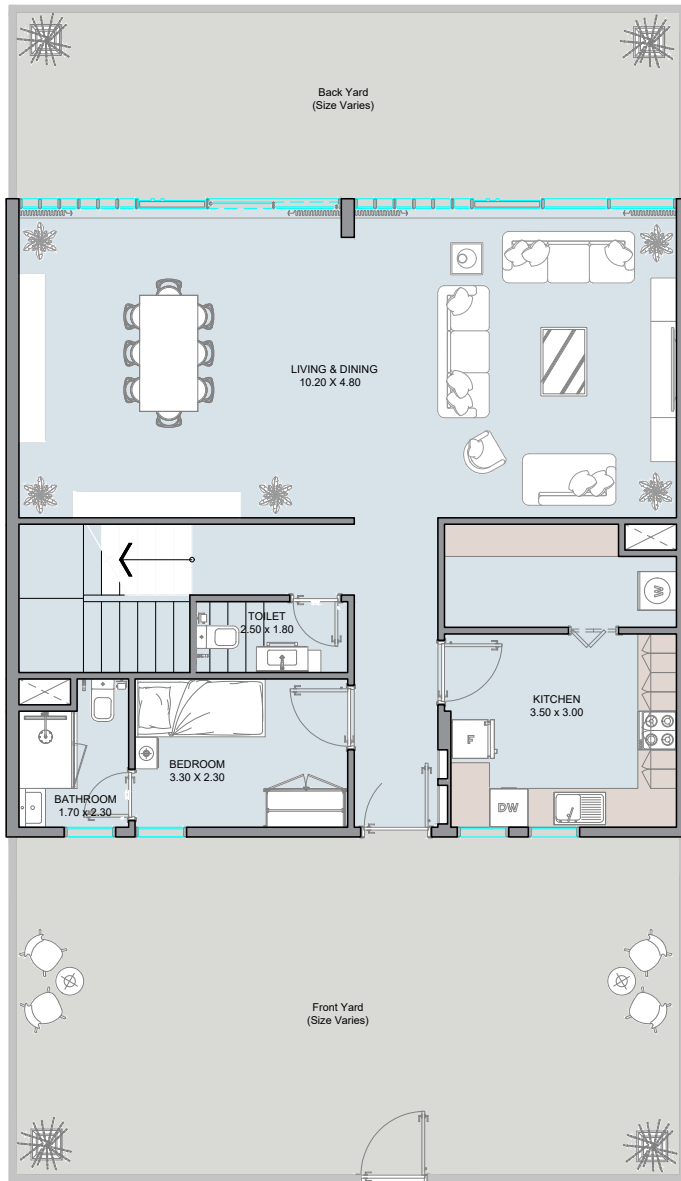 Back Yard
(Size Varies)
LIVING & DINING
10.20 X 4.80
TOILET
2.50 x 1.80
W
KITCHEN
3.50 x 3.00
F
BEDROOM
3.30 X 2.30
BATHROOM
1.70 x 2.30
DW
Front Yard
(Size Varies)